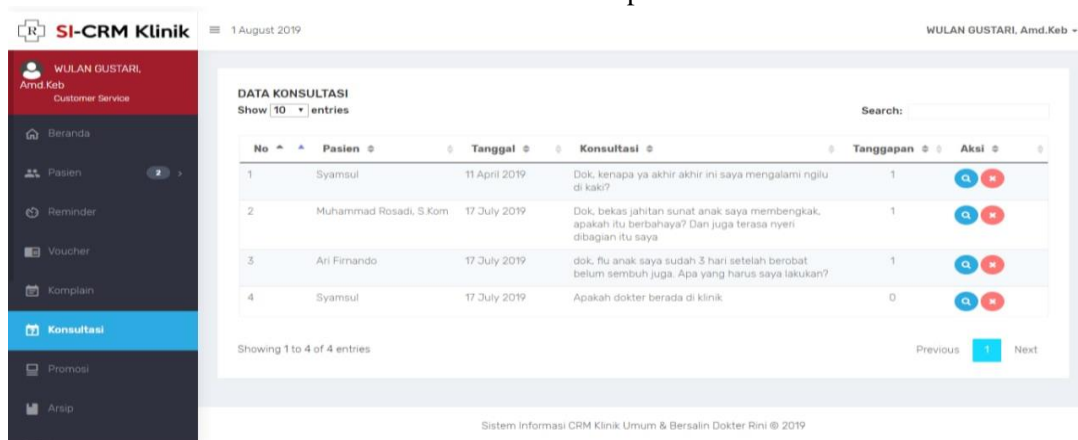 R SI-CRM Klinik
1 August 2019
WULAN GUSTARI, Amd.Keb
WULAN GUSTARI,
Amd.Keb
Customer Service
Beranda
Pasien 2
Reminder
Voucher
Komplain
Konsultasi
Promosi
Arsip
DATA KONSULTASI
Show 10 entries
Search:
No Pasien Tanggal Konsultasi Tanggapan Aksi
1 Syamsul 11 April 2019 Dok, kenapa ya akhir akhir ini saya mengalami ngilu 1
di kaki?
2 Muhammad Rosadi, S.Kom 17 July 2019 Dok, bekas jahitan sunat anak saya membengkak, 1
apakah itu berbahaya? Dan juga terasa nyeri
dibagian itu saya
3 Ari Firnando 17 July 2019 dok, flu anak saya sudah 3 hari setelah berobat 1
belum sembuh juga. Apa yang harus saya lakukan?
4 Syamsul 17 July 2019 Apakah dokter berada di klinik 0
Showing 1 to 4 of 4 entries
Previous 1 Next
Sistem Informasi CRM Klinik Umum & Bersalin Dokter Rini © 2019